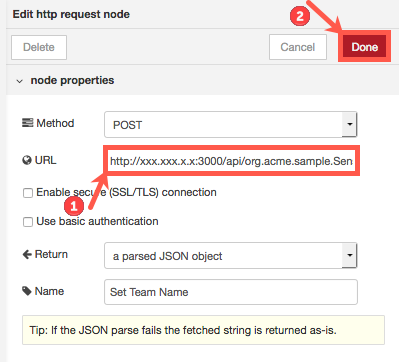 Edit http request node
2
Delete
Cancel
Done
node properties
Method
POST
URL
http://xxx.xxx.x.x:3000/api/org.acme.sample.Sen
Enable secure (SSL/TLS) connection
1
Use basic authentication
Return
a parsed JSON object
Name
Set Team Name
Tip: If the JSON parse fails the fetched string is returned as-is.